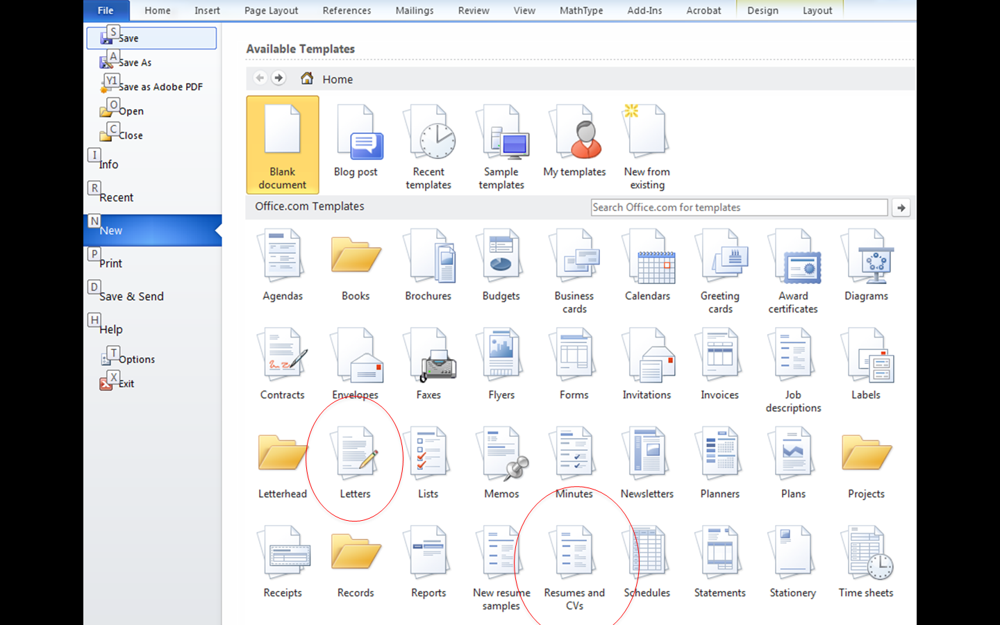 File Home Insert Page Layout References Mailings Review View MathType Add-Ins Acrobat Design Layout
S Save
A Save As
Y1 Save as Adobe PDF
O Open
C Close
I Info
R Recent
N New
P Print
D Save & Send
H Help
T Options
X Exit
Available Templates
Home
Blank document
Blog post
Recent templates
Sample templates
My templates
New from existing
Office.com Templates
Search Office.com for templates
Agendas
Books
Brochures
Budgets
Business cards
Calendars
Greeting cards
Award certificates
Diagrams
Contracts
Envelopes
Faxes
Flyers
Forms
Invitations
Invoices
Job descriptions
Labels
Letterhead
Letters
Lists
Memos
Minutes
Newsletters
Planners
Plans
Projects
Receipts
Records
Reports
New resume samples
Resumes and CVs
Schedules
Statements
Stationery
Time sheets